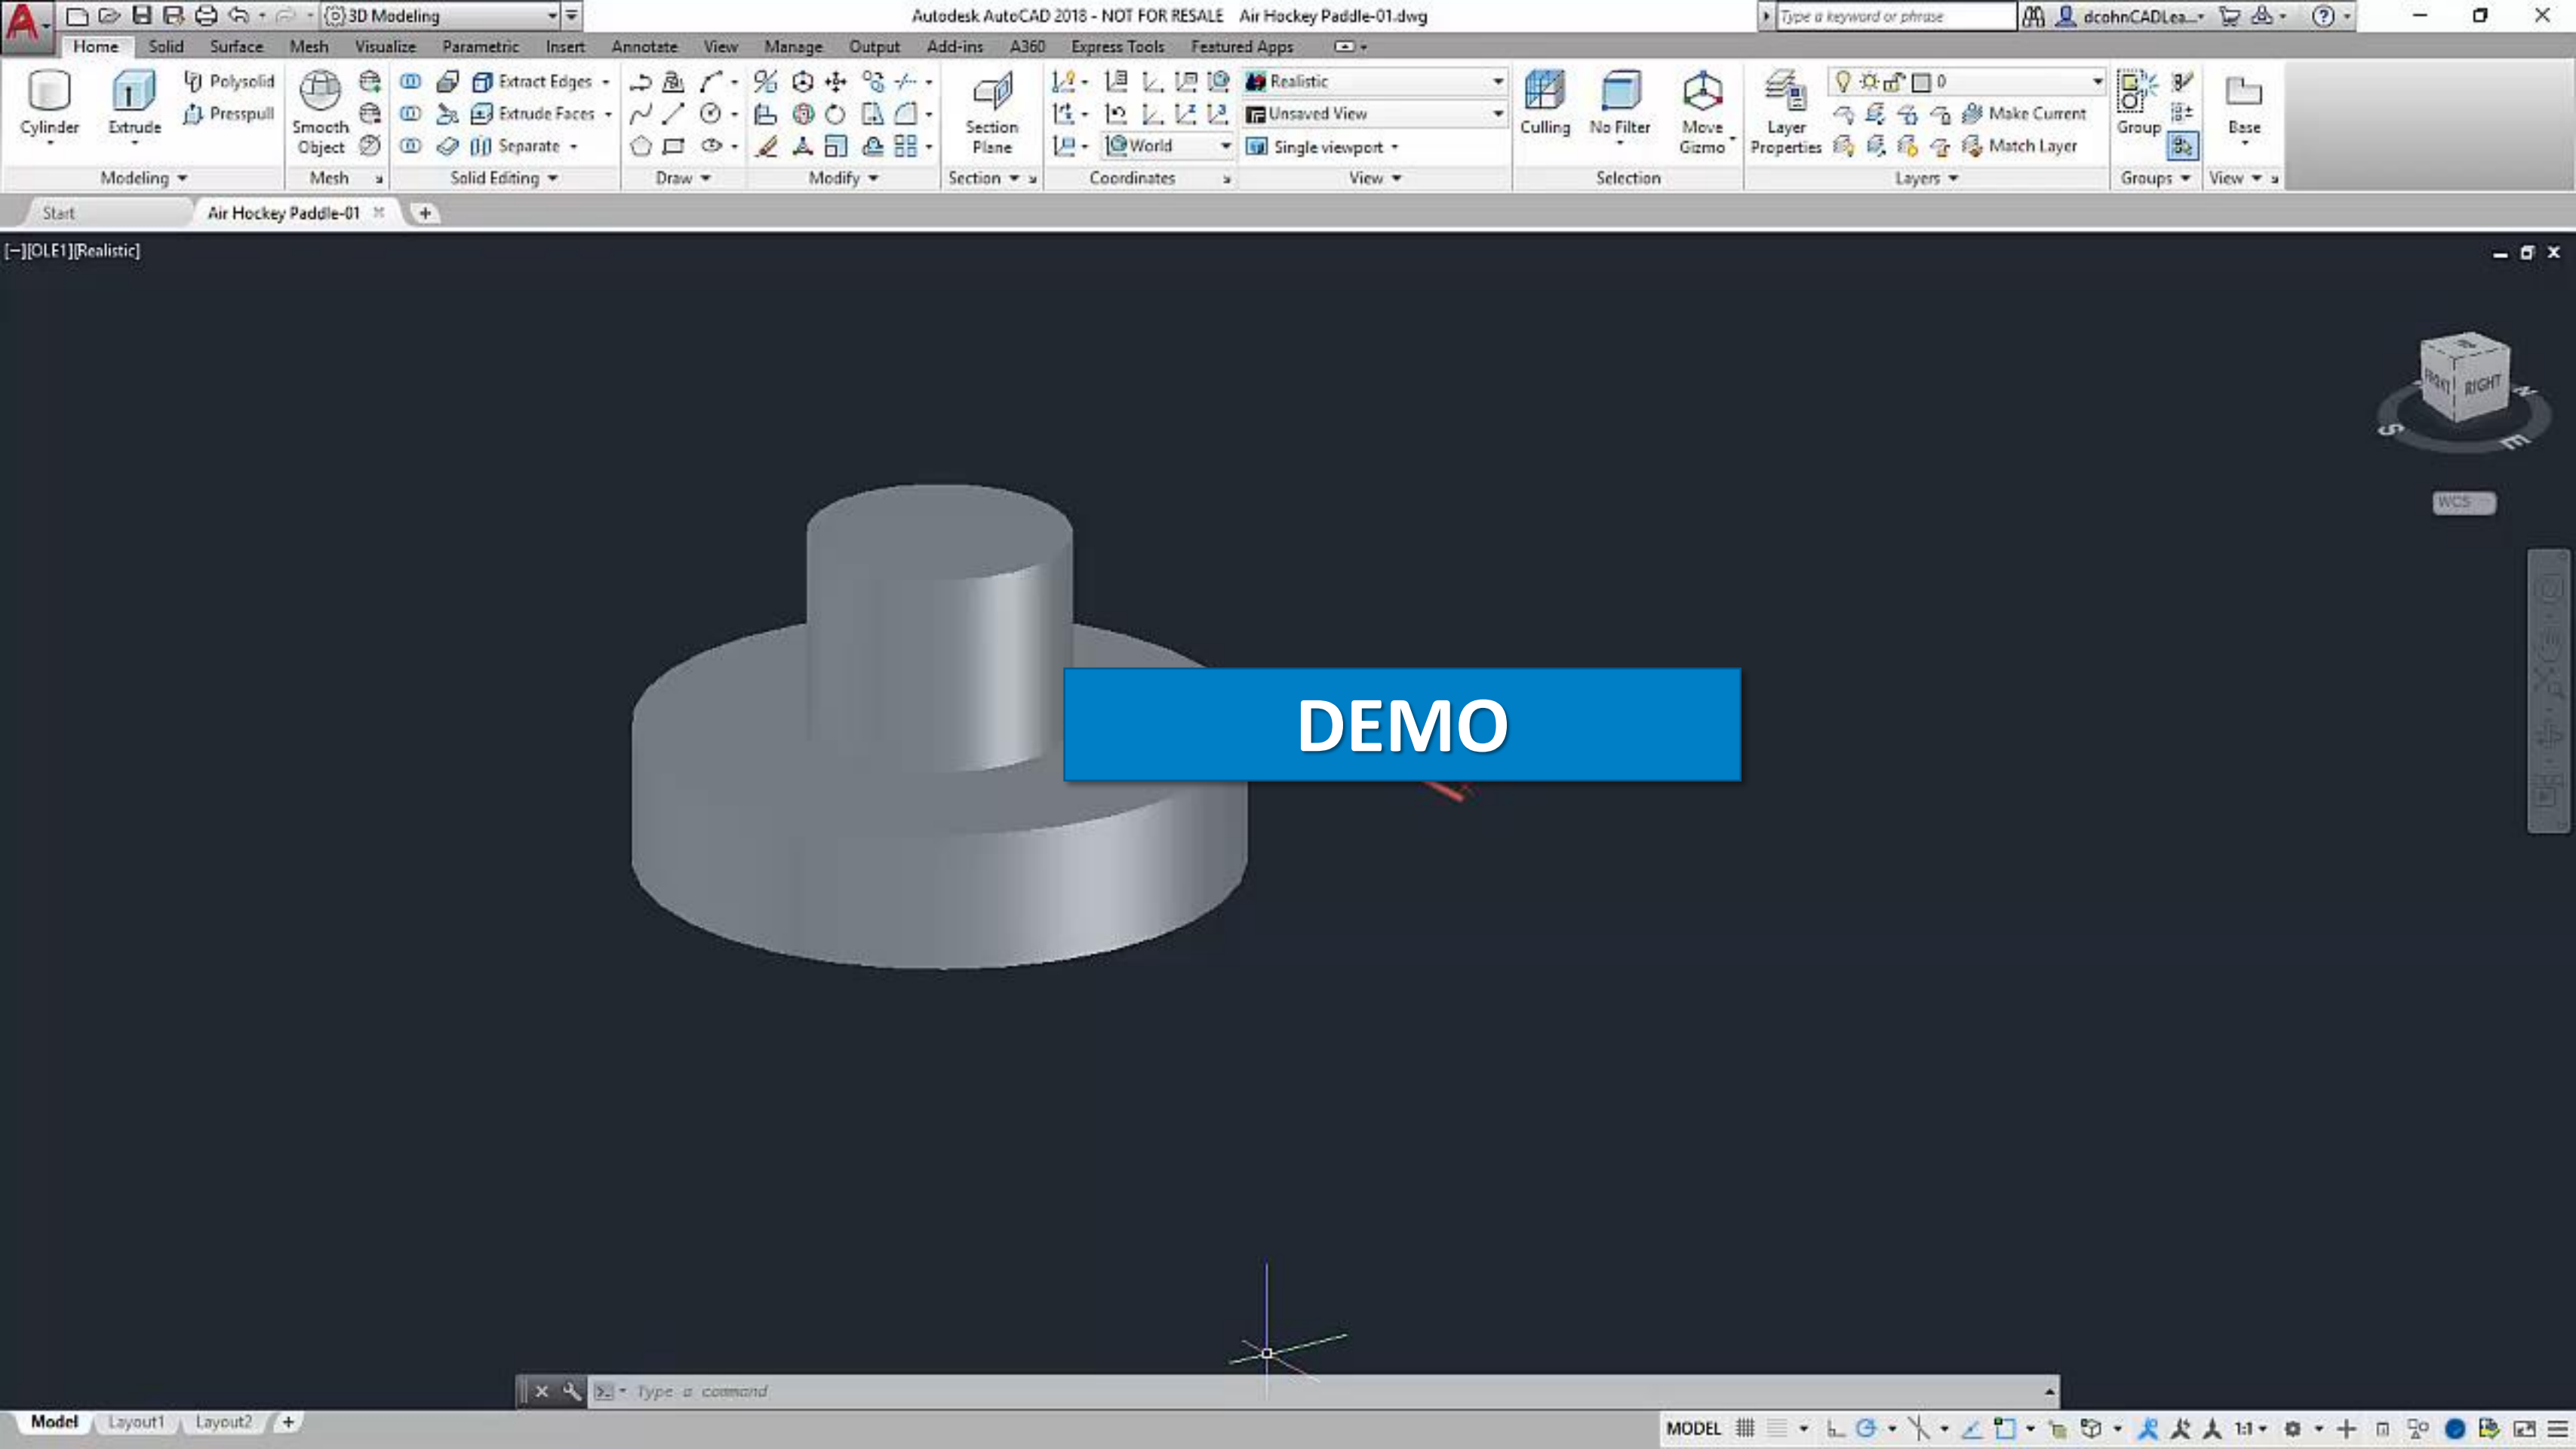 3D Modeling
Autodesk AutoCAD 2018 - NOT FOR RESALE Air Hockey Paddle-01.dwg
Type a keyword or phrase
dcohnCADLea...
Home Solid Surface Mesh Visualize Parametric Insert Annotate View Manage Output Add-ins A360 Express Tools Featured Apps
Polysolid Extract Edges Realistic 0
Presspull Extrude Faces Unsaved View Make Current
Cylinder Extrude Smooth Object Separate Section Plane World Single viewport Culling No Filter Move Gizmo Layer Properties Match Layer Group Base
Modeling Mesh Solid Editing Draw Modify Section Coordinates View Selection Layers Groups View
Start Air Hockey Paddle-01
[−][OLE1][Realistic]
FRONT RIGHT
S E N
WCS
DEMO
Type a command
Model Layout1 Layout2
MODEL 1:1